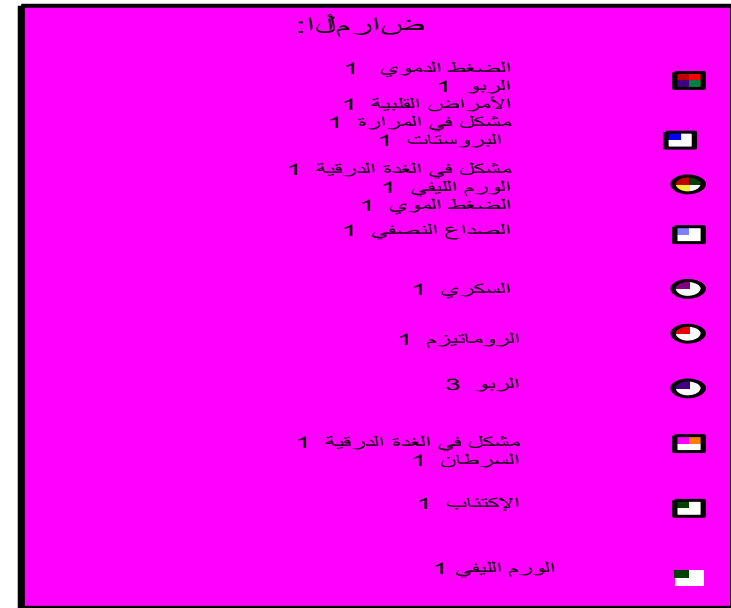 ضارمألا:
الضغط الدموي 1
الربو 1
الأمراض القلبية 1
مشكل في المرارة 1
البروستات 1
مشكل في الغدة الدرقية 1
الورم الليفي 1
الضغط الموي 1
الصداع النصفي 1
السكري 1
الروماتيزم 1
الربو 3
مشكل في الغدة الدرقية 1
السرطان 1
الإكتئاب 1
الورم الليفي 1